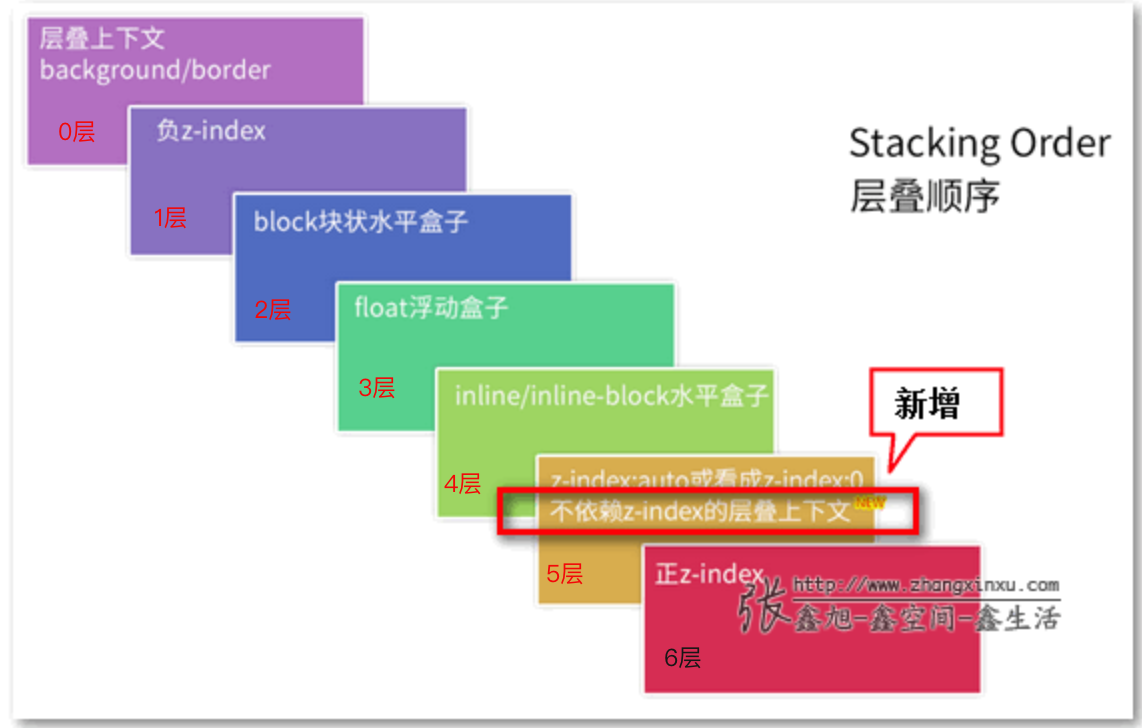 层叠上下文
background/border
0层
负z-index
1层
Stacking Order
层叠顺序
block块状水平盒子
2层
float浮动盒子
3层
inline/inline-block水平盒子
4层
新增
z-index:auto或看成z-index:0
不依赖z-index的层叠上下文
NEW
5层
正z-index
http://www.zhangxinxu.com
张鑫旭-鑫空间-鑫生活
6层